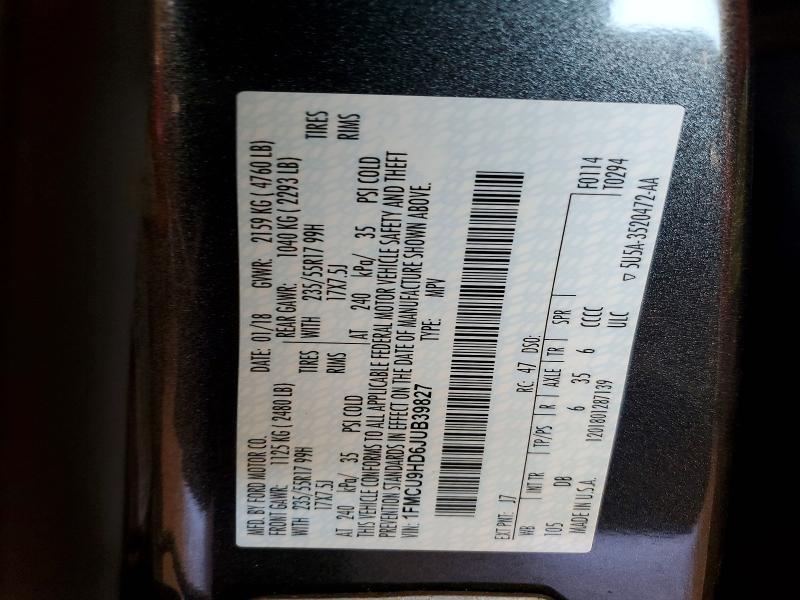 MFD. BY FORD MOTOR CO.
DATE: 01/18 GVWR: 2159 KG ( 4760 LB)
FRONT GAWR: 1125 KG ( 2480 LB) REAR GAWR: 1040 KG ( 2293 LB)
WITH 235/55R17 99H TIRES WITH 235/55R17 99H TIRES
17X7.5J RIMS 17X7.5J RIMS
AT 240 kPa/ 35 PSI COLD AT 240 kPa/ 35 PSI COLD
THIS VEHICLE CONFORMS TO ALL APPLICABLE FEDERAL MOTOR VEHICLE SAFETY AND THEFT
PREVENTION STANDARDS IN EFFECT ON THE DATE OF MANUFACTURE SHOWN ABOVE.
VIN: 1FMCU9HD6JUB39827 TYPE: MPV
EXT PNT: J7 RC: 47 DSO: F0114
WB INT TR TP/PS R AXLE TR SPR T0294
105 DB 6 35 6 CCCC
MADE IN U.S.A. 1201801287139 ULC
▽ 5U5A-3520472-AA